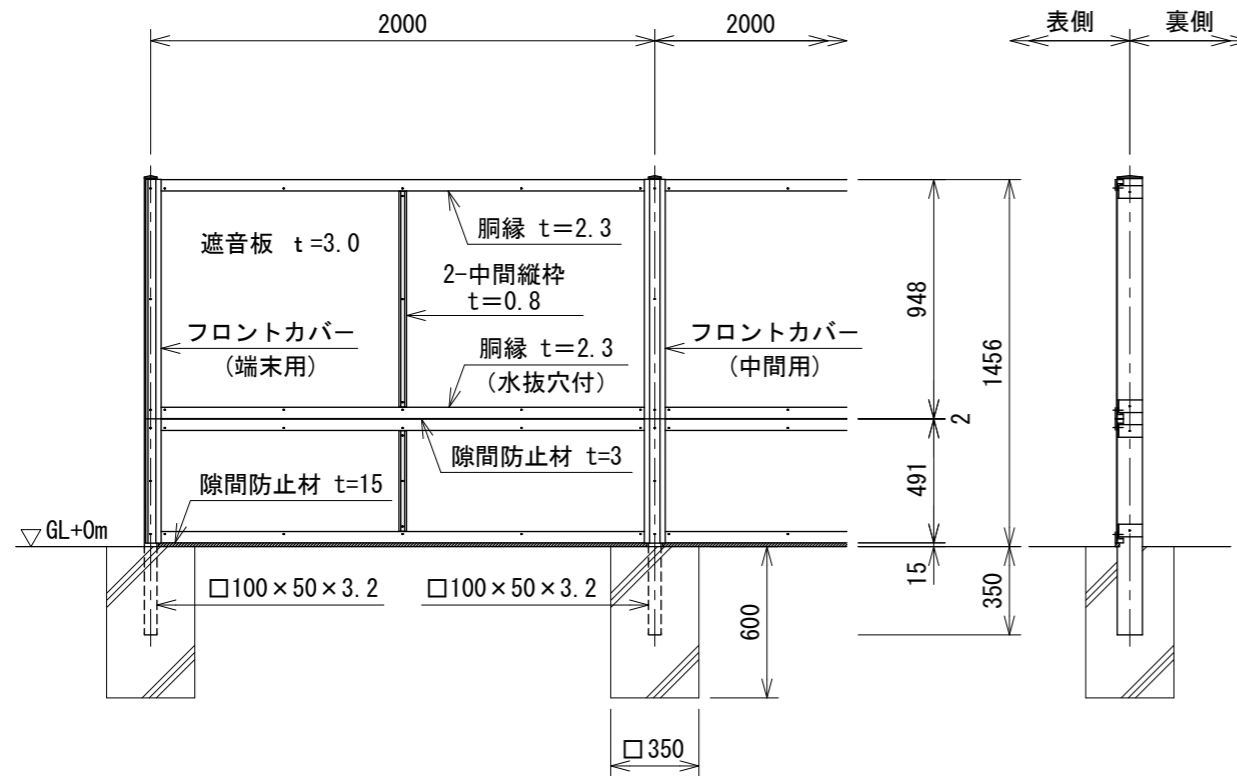 2000
2000
表側
裏側
遮音板 t=3.0
胴縁 t=2.3
2-中間縦枠
t=0.8
フロントカバー
(端末用)
胴縁 t=2.3
(水抜穴付)
フロントカバー
(中間用)
948
1456
2
隙間防止材 t=3
491
隙間防止材 t=15
GL+0m
□100×50×3.2
□100×50×3.2
15
350
600
□350